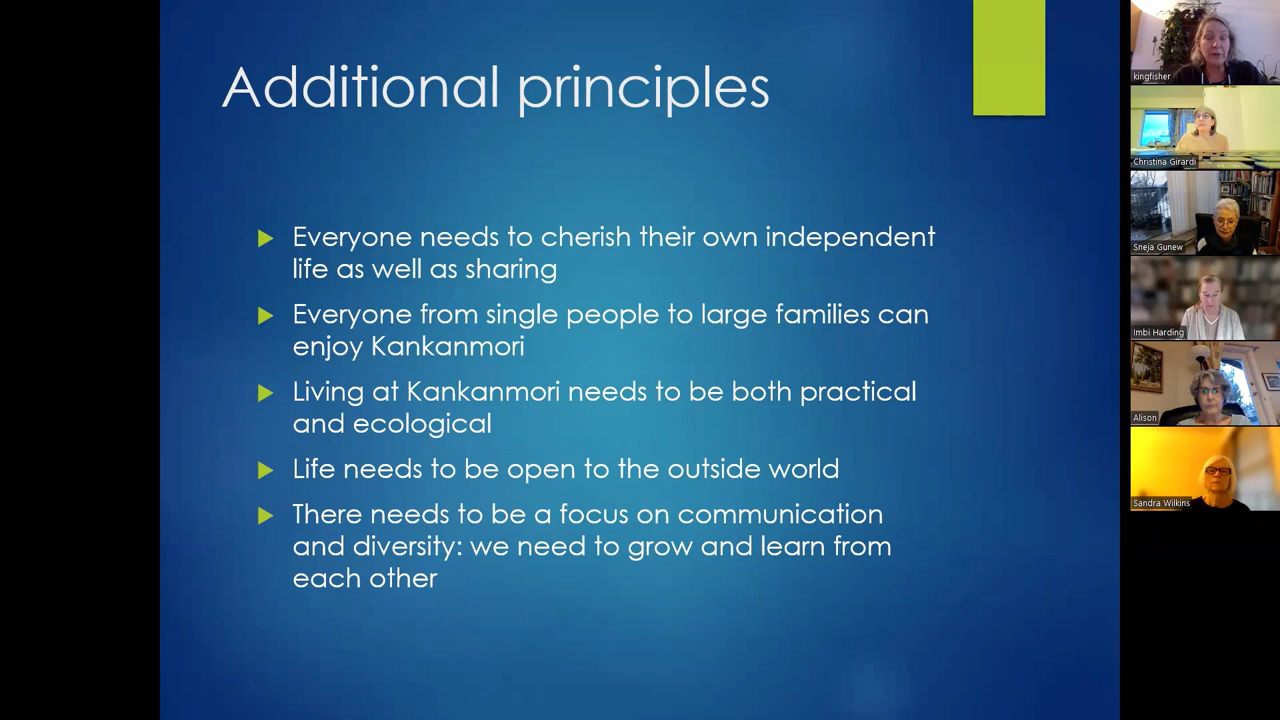 Additional principles
Everyone needs to cherish their own independent
life as well as sharing
Everyone from single people to large families can
enjoy Kankanmori
Living at Kankanmori needs to be both practical
and ecological
Life needs to be open to the outside world
There needs to be a focus on communication
and diversity: we need to grow and learn from
each other
kingfisher
Christina Girardi
Sneja Gunew
Imbi Harding
Alison
Sandra Wilkins